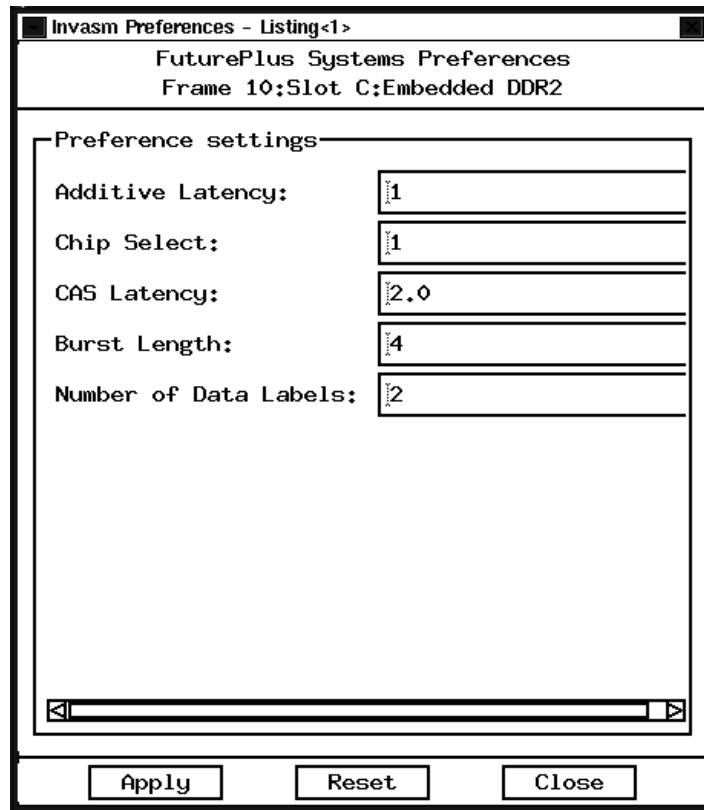 Invasm Preferences - Listing<1>
FuturePlus Systems Preferences
Frame 10:Slot C:Embedded DDR2
Preference settings
Additive Latency: 1
Chip Select: 1
CAS Latency: 2.0
Burst Length: 4
Number of Data Labels: 2
Apply Reset Close